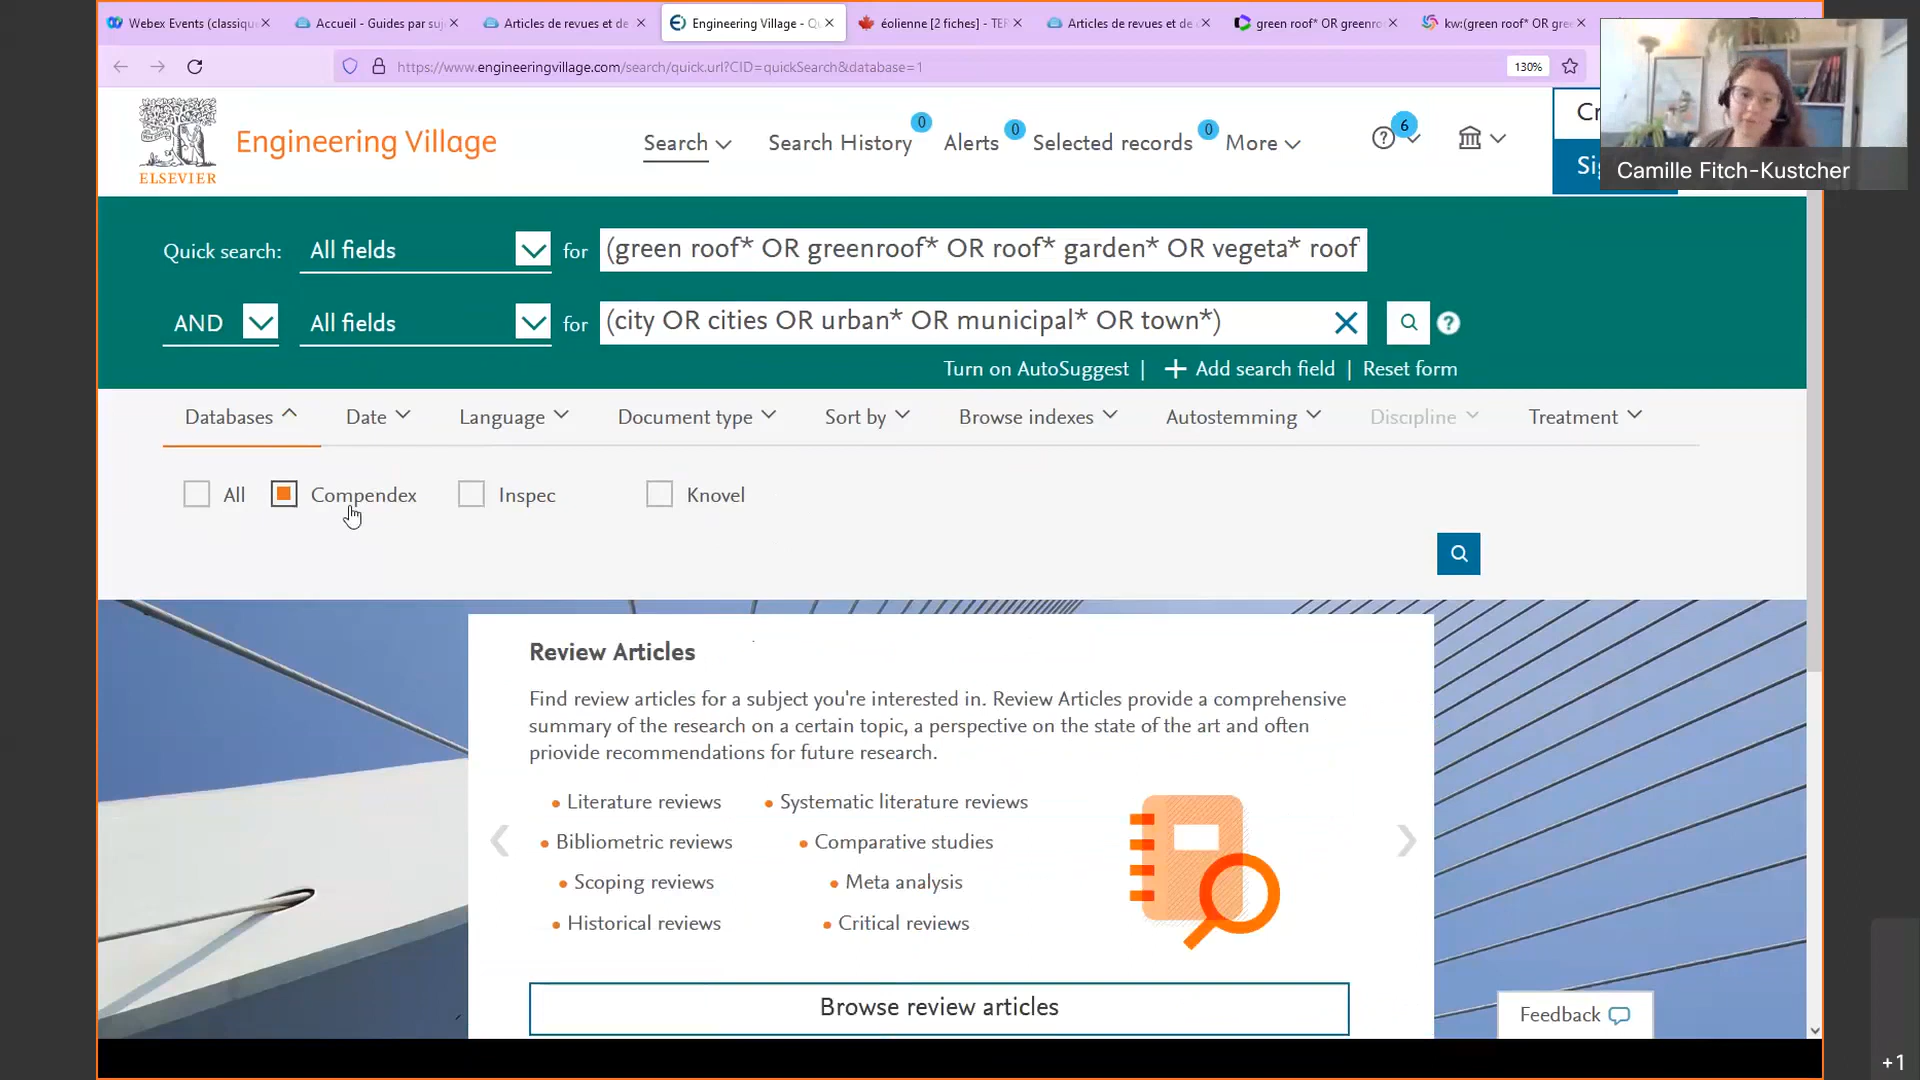 Webex Events (classique
Accueil - Guides par suj
Articles de revues et de
Engineering Village - Qu
éolienne [2 fiches] - TER
Articles de revues et de c
green roof* OR greenro
kw:(green roof* OR gre
https://www.engineeringvillage.com/search/quick.url?CID=quickSearch&database=1
130%
ELSEVIER
Engineering Village
Search
Search History
0
Alerts
0
Selected records
0
More
6
Cr
Sig
Camille Fitch-Kustcher
Quick search:
All fields
for
(green roof* OR greenroof* OR roof* garden* OR vegeta* roof
AND
All fields
for
(city OR cities OR urban* OR municipal* OR town*)
Turn on AutoSuggest | + Add search field | Reset form
Databases
Date
Language
Document type
Sort by
Browse indexes
Autostemming
Discipline
Treatment
All
Compendex
Inspec
Knovel
Review Articles
Find review articles for a subject you're interested in. Review Articles provide a comprehensive
summary of the research on a certain topic, a perspective on the state of the art and often
priovide recommendations for future research.
• Literature reviews
• Systematic literature reviews
• Bibliometric reviews
• Comparative studies
• Scoping reviews
• Meta analysis
• Historical reviews
• Critical reviews
Browse review articles
Feedback
+1